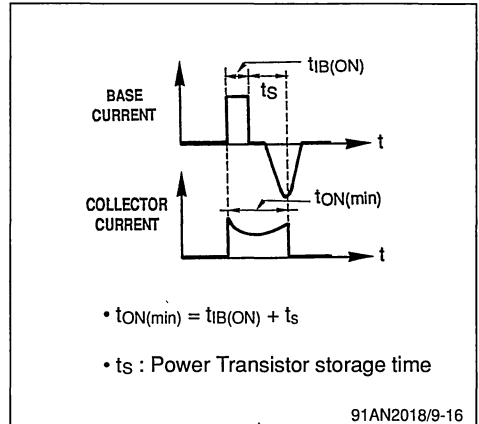 tIB(ON)
tS
BASE
CURRENT
t
COLLECTOR
CURRENT
tON(min)
t
• tON(min) = tIB(ON) + ts
• ts : Power Transistor storage time
91AN2018/9-16